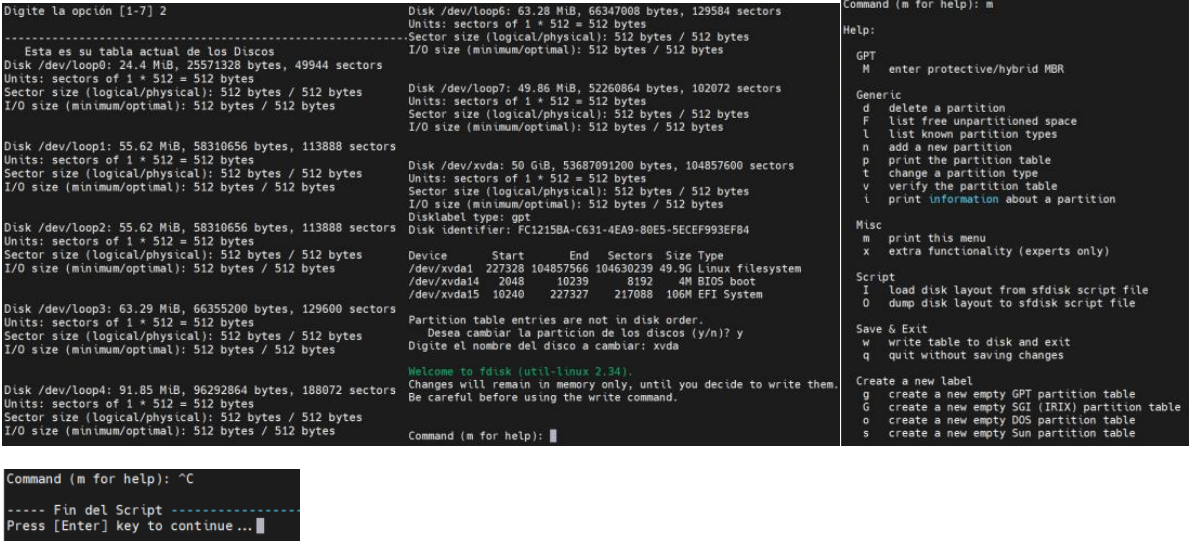 Digite la opción [1-7] 2
--------------------------------------------------
Esta es su tabla actual de los Discos
Disk /dev/loop0: 24.4 MiB, 25571328 bytes, 49944 sectors
Units: sectors of 1 * 512 = 512 bytes
Sector size (logical/physical): 512 bytes / 512 bytes
I/O size (minimum/optimal): 512 bytes / 512 bytes
Disk /dev/loop1: 55.62 MiB, 58310656 bytes, 113888 sectors
Units: sectors of 1 * 512 = 512 bytes
Sector size (logical/physical): 512 bytes / 512 bytes
I/O size (minimum/optimal): 512 bytes / 512 bytes
Disk /dev/loop2: 55.62 MiB, 58310656 bytes, 113888 sectors
Units: sectors of 1 * 512 = 512 bytes
Sector size (logical/physical): 512 bytes / 512 bytes
I/O size (minimum/optimal): 512 bytes / 512 bytes
Disk /dev/loop3: 63.29 MiB, 66355200 bytes, 129600 sectors
Units: sectors of 1 * 512 = 512 bytes
Sector size (logical/physical): 512 bytes / 512 bytes
I/O size (minimum/optimal): 512 bytes / 512 bytes
Disk /dev/loop4: 91.85 MiB, 96292864 bytes, 188072 sectors
Units: sectors of 1 * 512 = 512 bytes
Sector size (logical/physical): 512 bytes / 512 bytes
I/O size (minimum/optimal): 512 bytes / 512 bytes
Disk /dev/loop6: 63.28 MiB, 66347008 bytes, 129584 sectors
Units: sectors of 1 * 512 = 512 bytes
Sector size (logical/physical): 512 bytes / 512 bytes
I/O size (minimum/optimal): 512 bytes / 512 bytes
Disk /dev/loop7: 49.86 MiB, 52260864 bytes, 102072 sectors
Units: sectors of 1 * 512 = 512 bytes
Sector size (logical/physical): 512 bytes / 512 bytes
I/O size (minimum/optimal): 512 bytes / 512 bytes
Disk /dev/xvda: 50 GiB, 53687091200 bytes, 104857600 sectors
Units: sectors of 1 * 512 = 512 bytes
Sector size (logical/physical): 512 bytes / 512 bytes
I/O size (minimum/optimal): 512 bytes / 512 bytes
Disklabel type: gpt
Disk identifier: FC1215BA-C631-4EA9-80E5-5ECEF993EF84
Device Start End Sectors Size Type
/dev/xvda1 227328 104857566 104630239 49.9G Linux filesystem
/dev/xvda14 2048 10239 8192 4M BIOS boot
/dev/xvda15 10240 227327 217088 106M EFI System
Partition table entries are not in disk order.
Desea cambiar la particion de los discos (y/n)? y
Digite el nombre del disco a cambiar: xvda
Welcome to fdisk (util-linux 2.34).
Changes will remain in memory only, until you decide to write them.
Be careful before using the write command.
Command (m for help):
Command (m for help): m
Help:
GPT
M enter protective/hybrid MBR
Generic
d delete a partition
F list free unpartitioned space
l list known partition types
n add a new partition
p print the partition table
t change a partition type
v verify the partition table
i print information about a partition
Misc
m print this menu
x extra functionality (experts only)
Script
I load disk layout from sfdisk script file
O dump disk layout to sfdisk script file
Save & Exit
w write table to disk and exit
q quit without saving changes
Create a new label
g create a new empty GPT partition table
G create a new empty SGI (IRIX) partition table
o create a new empty DOS partition table
s create a new empty Sun partition table
Command (m for help): ^C
----- Fin del Script -----------------
Press [Enter] key to continue...